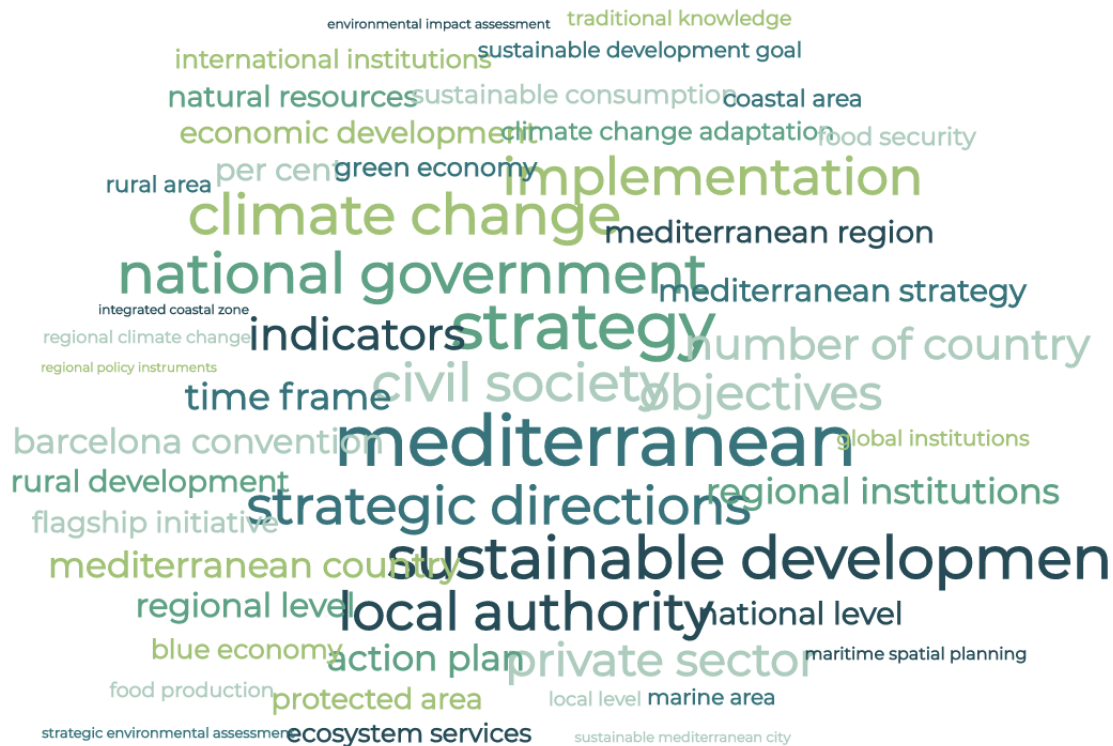 environmental impact assessment
traditional knowledge
international institutions
sustainable development goal
natural resources
sustainable consumption
coastal area
economic development
climate change adaptation
food security
rural area
per cent
green economy
implementation
climate change
mediterranean region
national government
mediterranean strategy
integrated coastal zone
regional climate change
indicators
strategy
number of country
regional policy instruments
time frame
civil society
objectives
barcelona convention
mediterranean
global institutions
rural development
strategic directions
regional institutions
flagship initiative
mediterranean country
sustainable developmen
regional level
local authority
national level
blue economy
action plan
private sector
maritime spatial planning
food production
protected area
local level
marine area
strategic environmental assessment
ecosystem services
sustainable mediterranean city